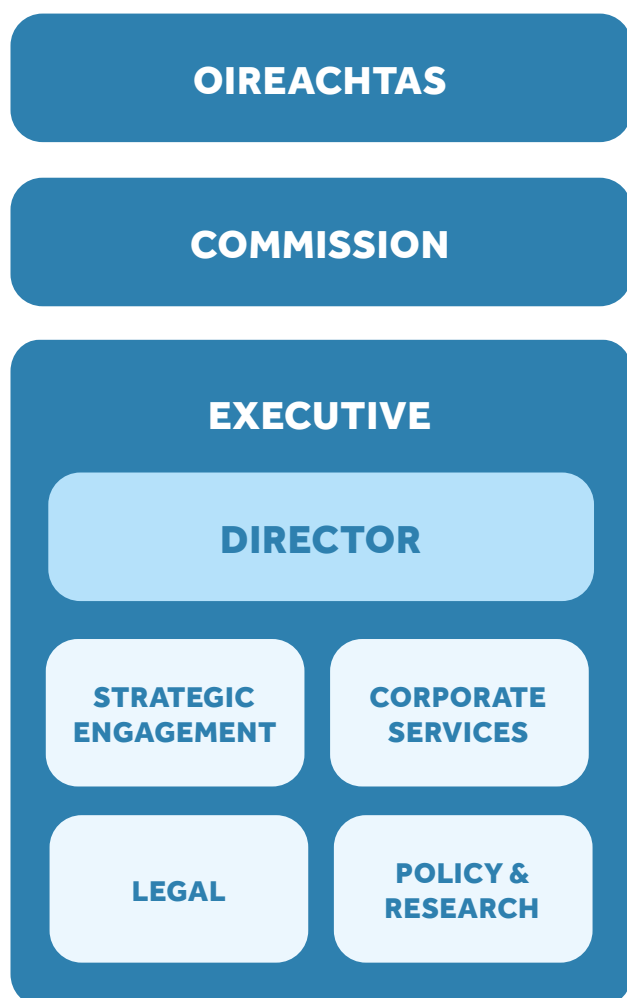 OIREACHTAS
COMMISSION
EXECUTIVE
DIRECTOR
STRATEGIC
ENGAGEMENT
CORPORATE
SERVICES
LEGAL
POLICY &
RESEARCH